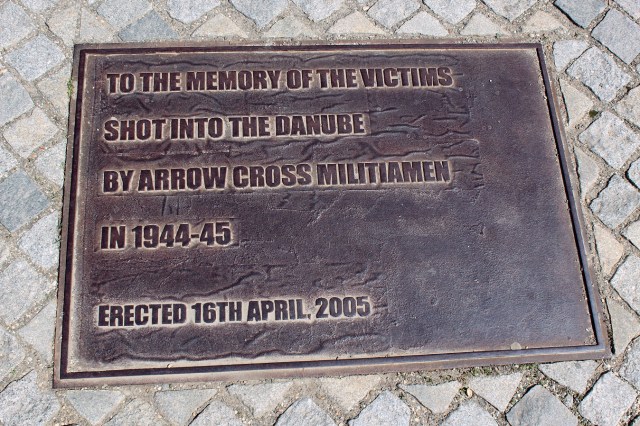 TO THE MEMORY OF THE VICTIMS
SHOT INTO THE DANUBE
BY ARROW CROSS MILITIAMEN
IN 1944-45
ERECTED 16TH APRIL, 2005